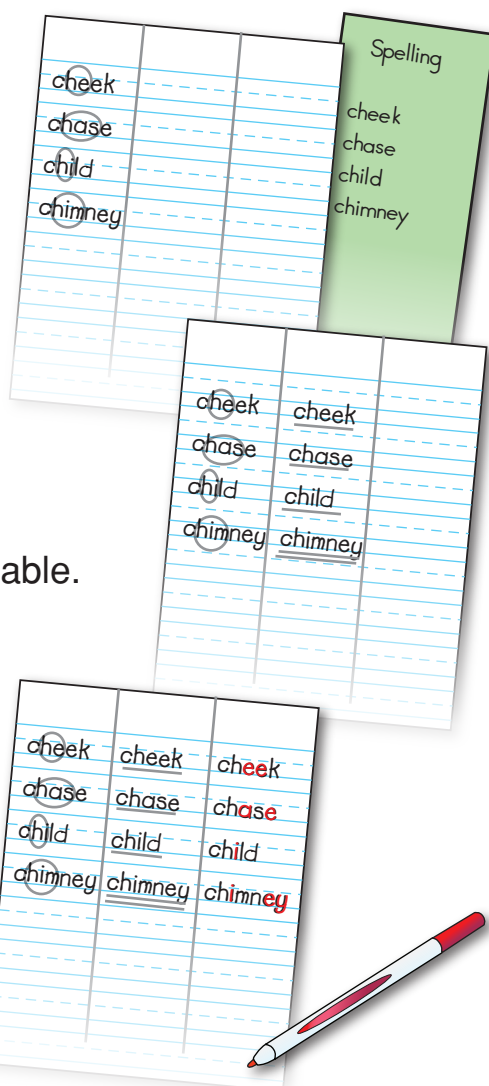 Spelling
cheek
chase
child
chimney
cheek
chase
child
chimney
cheek cheek
chase chase
child child
chimney chimney
able.
cheek cheek cheek
chase chase chase
child child child
chimney chimney chimney